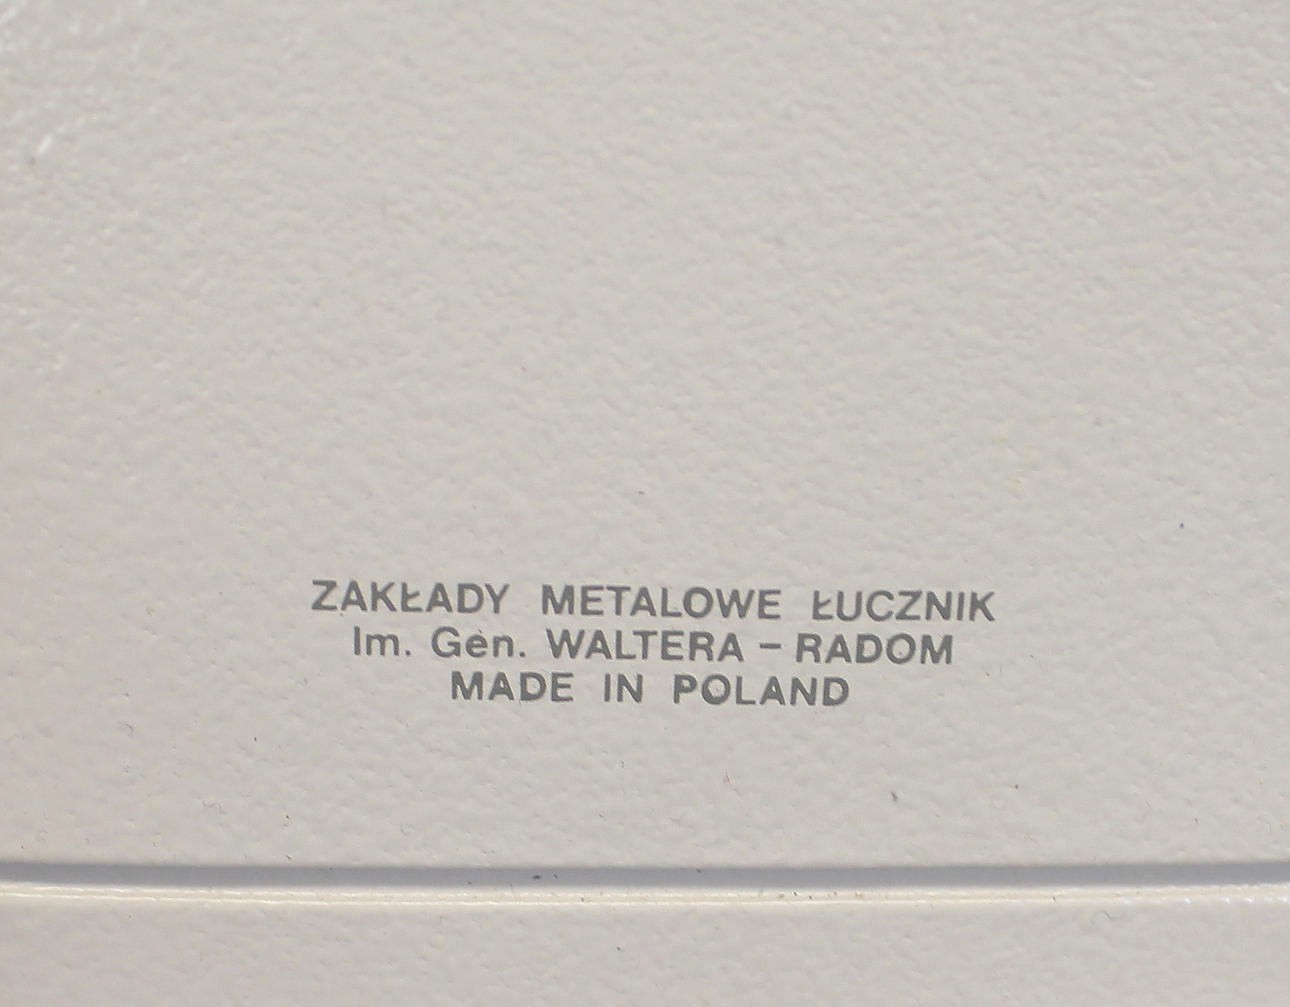 ZAKŁADY METALOWE ŁUCZNIK
Im. Gen. WALTERA – RADOM
MADE IN POLAND